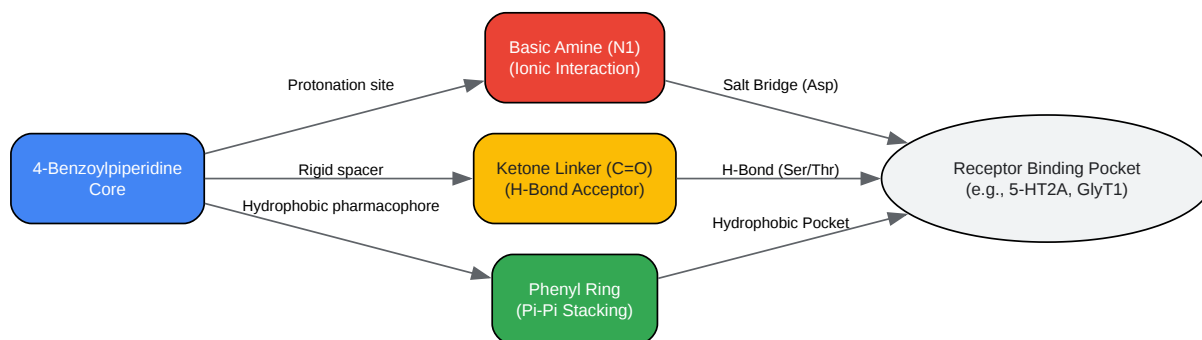 Basic Amine (N1)
(Ionic Interaction)
Protonation site
Salt Bridge (Asp)
4-Benzoylpiperidine
Core
Rigid spacer
Ketone Linker (C=O)
(H-Bond Acceptor)
H-Bond (Ser/Thr)
Receptor Binding Pocket
(e.g., 5-HT2A, GlyT1)
Hydrophobic pharmacophore
Hydrophobic Pocket
Phenyl Ring
(Pi-Pi Stacking)